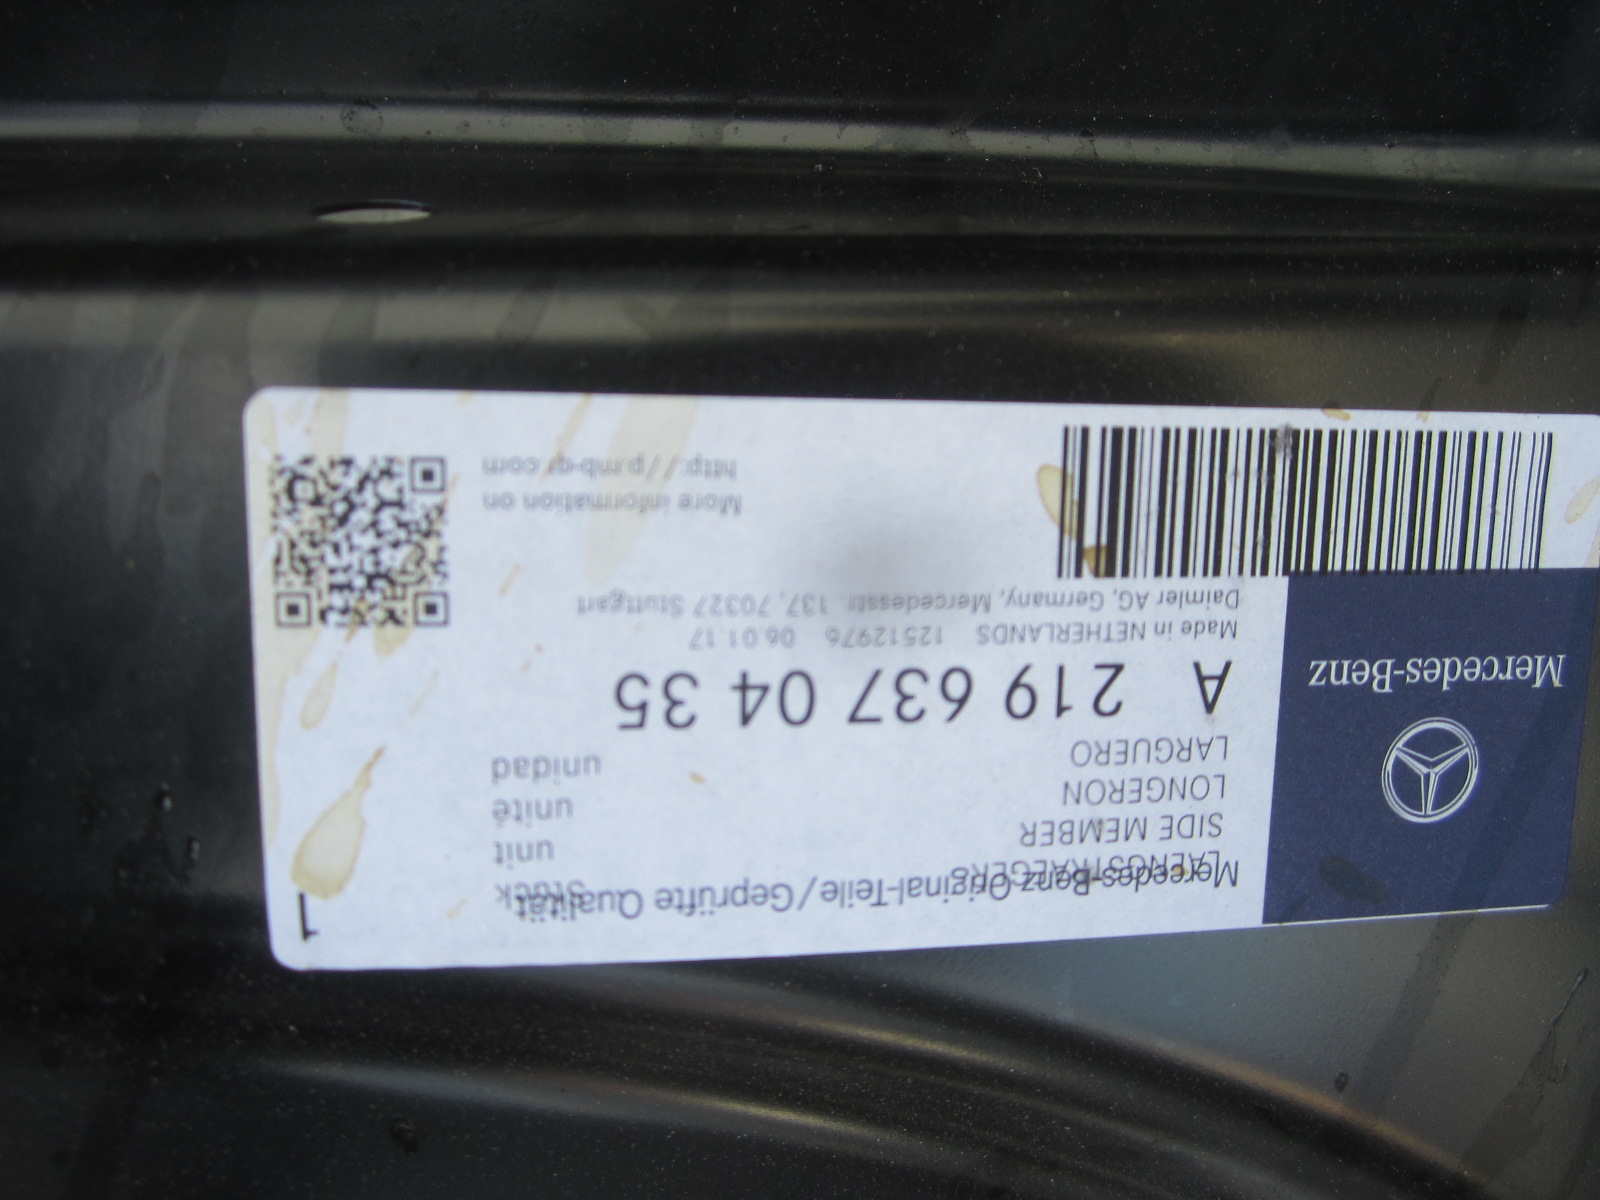 Mercedes-Benz Original-Teile/Geprüfte Qualität
1
LAENGSTRAEGER
Stück
SIDE MEMBER
unit
LONGERON
unité
LARGUERO
unidad
A 219 637 04 35
Made in NETHERLANDS 12512976 06.01.17
Daimler AG, Germany, Mercedesstr. 137, 70327 Stuttgart
More information on
http://p.mb-qr.com
Mercedes-Benz